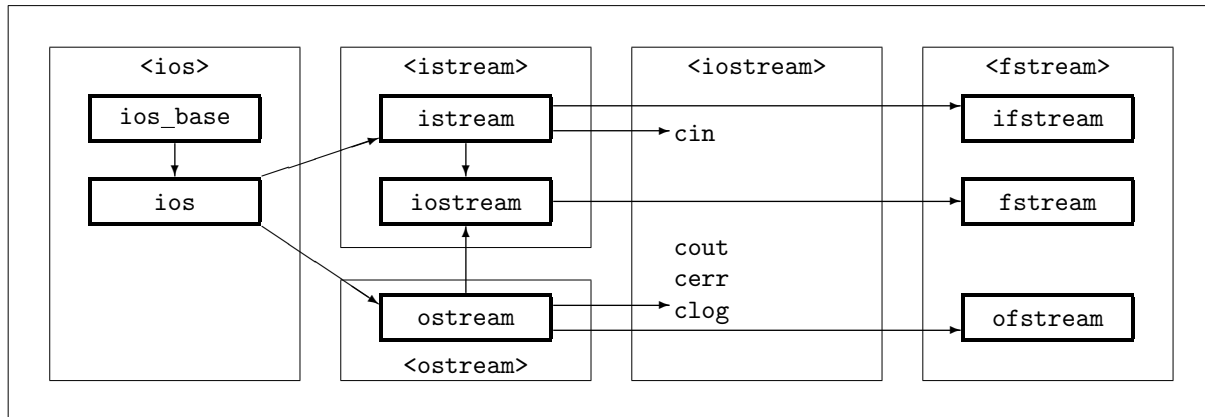 <ios>
ios_base
ios
<istream>
istream
iostream
ostream
<ostream>
<iostream>
cin
cout
cerr
clog
<fstream>
ifstream
fstream
ofstream